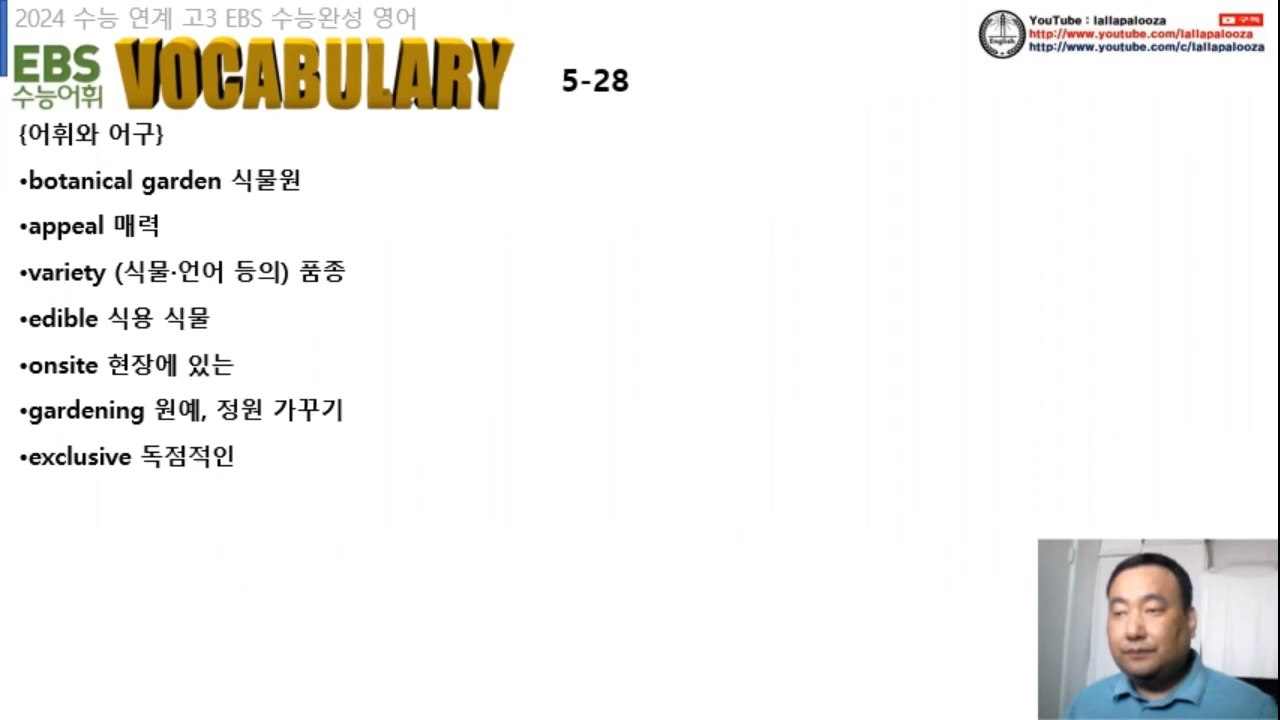 2024 수능 연계 고3 EBS 수능완성 영어
YouTube : lallapalooza 구독
http://www.youtube.com/lallapalooza
http://www.youtube.com/c/lallapalooza
English
EBS VOCABULARY 5-28
수능어휘
{어휘와 어구}
•botanical garden 식물원
•appeal 매력
•variety (식물·언어 등의) 품종
•edible 식용 식물
•onsite 현장에 있는
•gardening 원예, 정원 가꾸기
•exclusive 독점적인